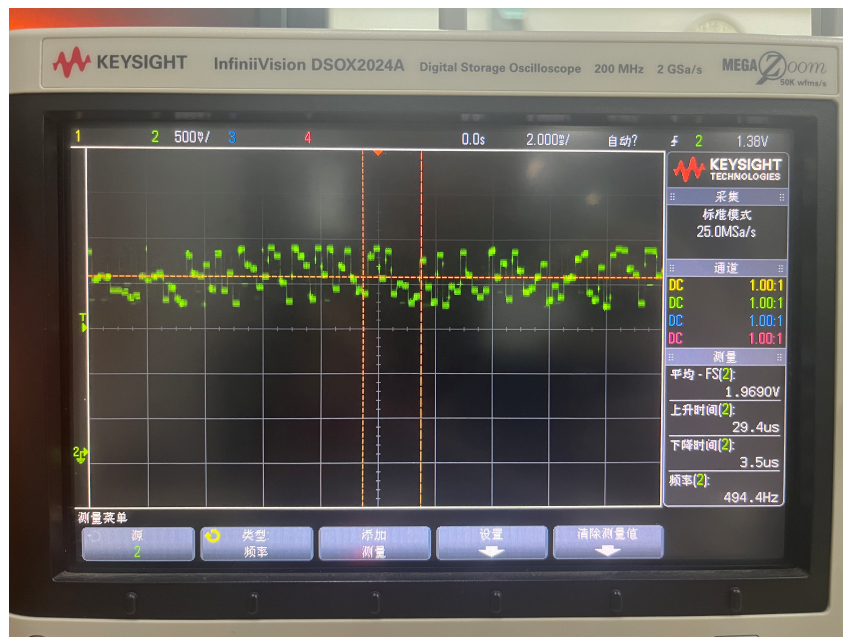 KEYSIGHT InfiniiVision DSOX2024A Digital Storage Oscilloscope 200 MHz 2 GSa/s MEGA Zoom
50K wfms/s
1 2 500mV/ 3 4 0.0s 2.000ms/ 自动? 2 1.38V
KEYSIGHT
TECHNOLOGIES
采集
标准模式
25.0MSa/s
通道
DC 1.00:1
DC 1.00:1
DC 1.00:1
DC 1.00:1
测量
平均 - FS(2):
1.9690V
上升时间(2):
29.4us
下降时间(2):
3.5us
频率(2):
494.4Hz
T
2
测量菜单
源
2
类型:
频率
添加
测量
设置
清除测量值